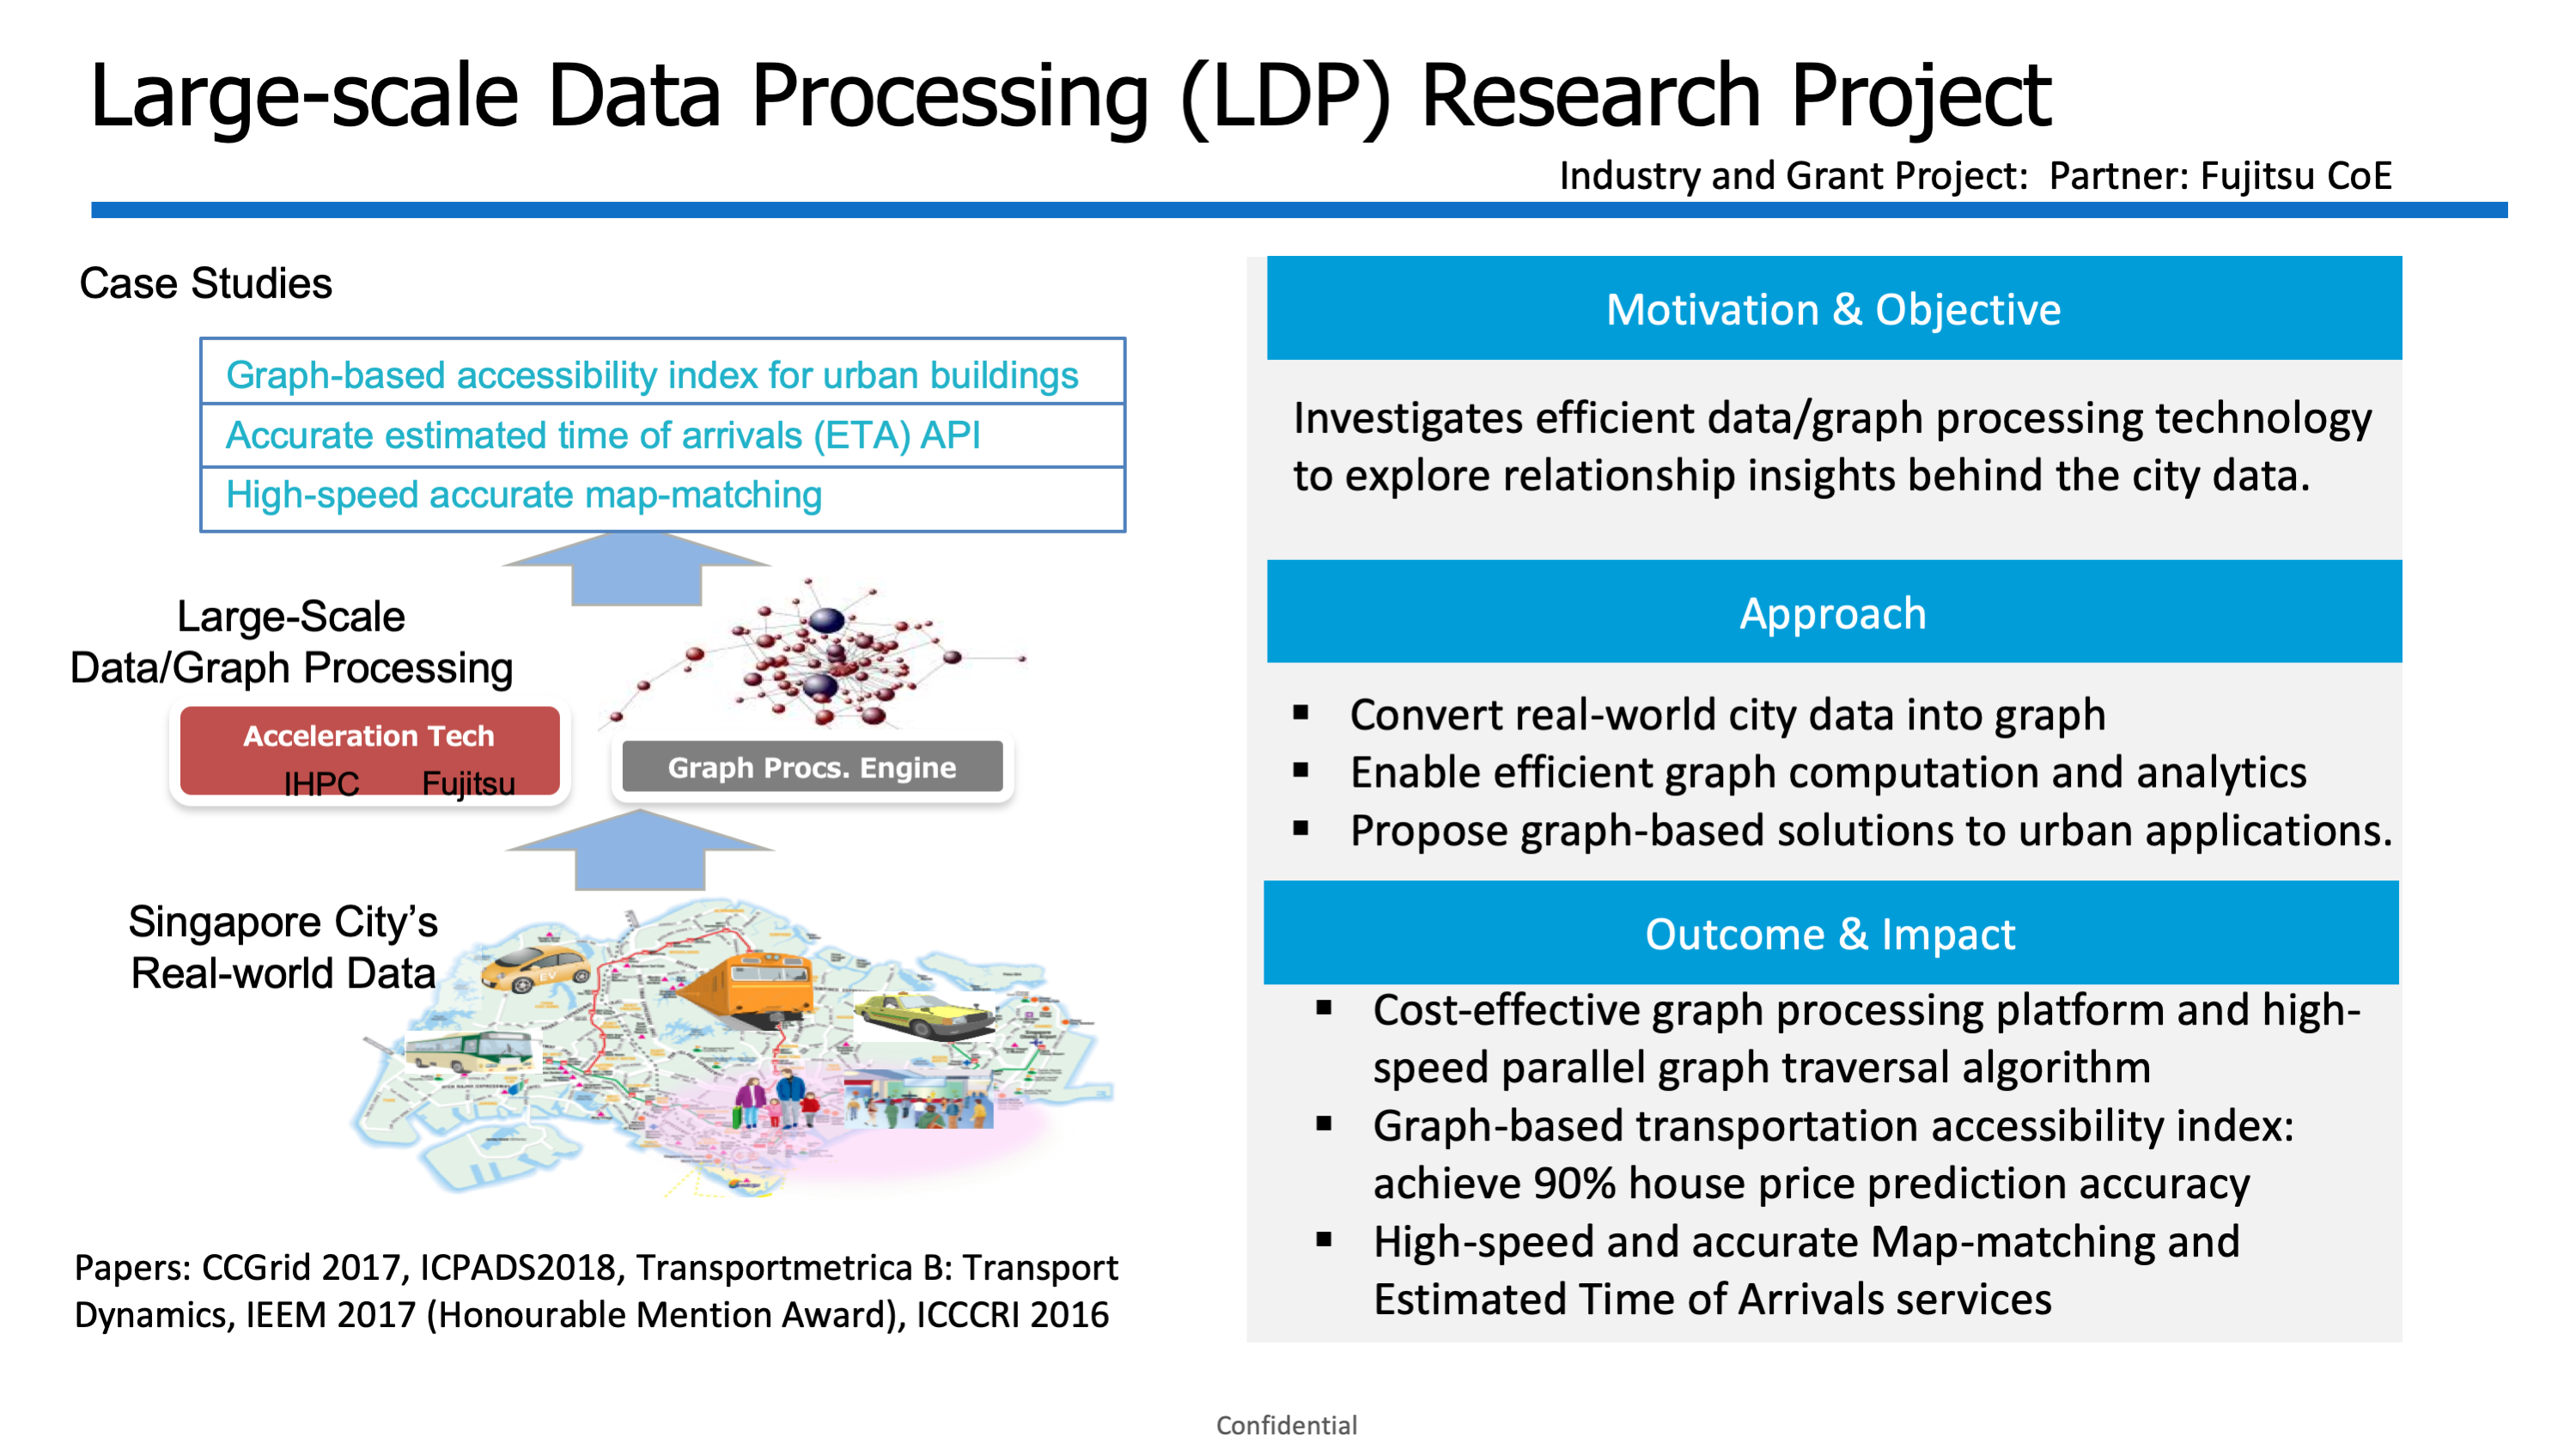 Large-scale Data Processing (LDP) Research Project
Industry and Grant Project:  Partner: Fujitsu CoE
Case Studies
Graph-based accessibility index for urban buildings
Accurate estimated time of arrivals (ETA) API
High-speed accurate map-matching
Large-Scale
Data/Graph Processing
Acceleration Tech
IHPC Fujitsu
Graph Procs. Engine
Singapore City’s
Real-world Data
EV
Papers: CCGrid 2017, ICPADS2018, Transportmetrica B: Transport
Dynamics, IEEM 2017 (Honourable Mention Award), ICCCRI 2016
Motivation & Objective
Investigates efficient data/graph processing technology
to explore relationship insights behind the city data.
Approach
▪ Convert real-world city data into graph
▪ Enable efficient graph computation and analytics
▪ Propose graph-based solutions to urban applications.
Outcome & Impact
▪ Cost-effective graph processing platform and high-
speed parallel graph traversal algorithm
▪ Graph-based transportation accessibility index:
achieve 90% house price prediction accuracy
▪ High-speed and accurate Map-matching and
Estimated Time of Arrivals services
Confidential